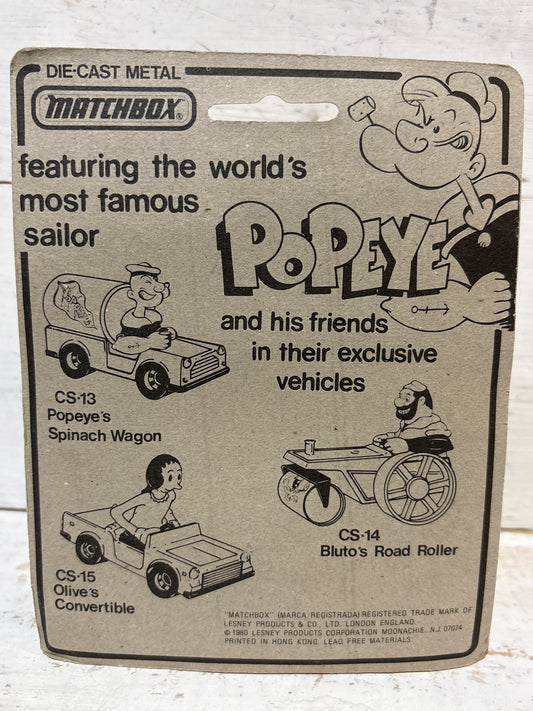 DIE-CAST METAL
MATCHBOX®
featuring the world's
most famous
sailor
POPEYE
and his friends
in their exclusive
vehicles
CS-13
Popeye's
Spinach Wagon
CS-14
Bluto's Road Roller
CS-15
Olive's
Convertible
"MATCHBOX" (MARCA REGISTRADA) REGISTERED TRADE MARK OF
LESNEY PRODUCTS & CO., LTD. LONDON ENGLAND.
© 1980 LESNEY PRODUCTS CORPORATION MOONACHIE, N.J. 07074
PRINTED IN HONG KONG. LEAD FREE MATERIALS.